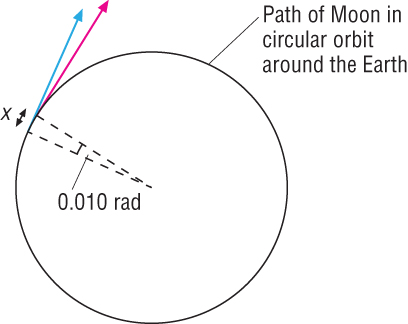 Path of Moon in
circular orbit
around the Earth
x
0.010 rad